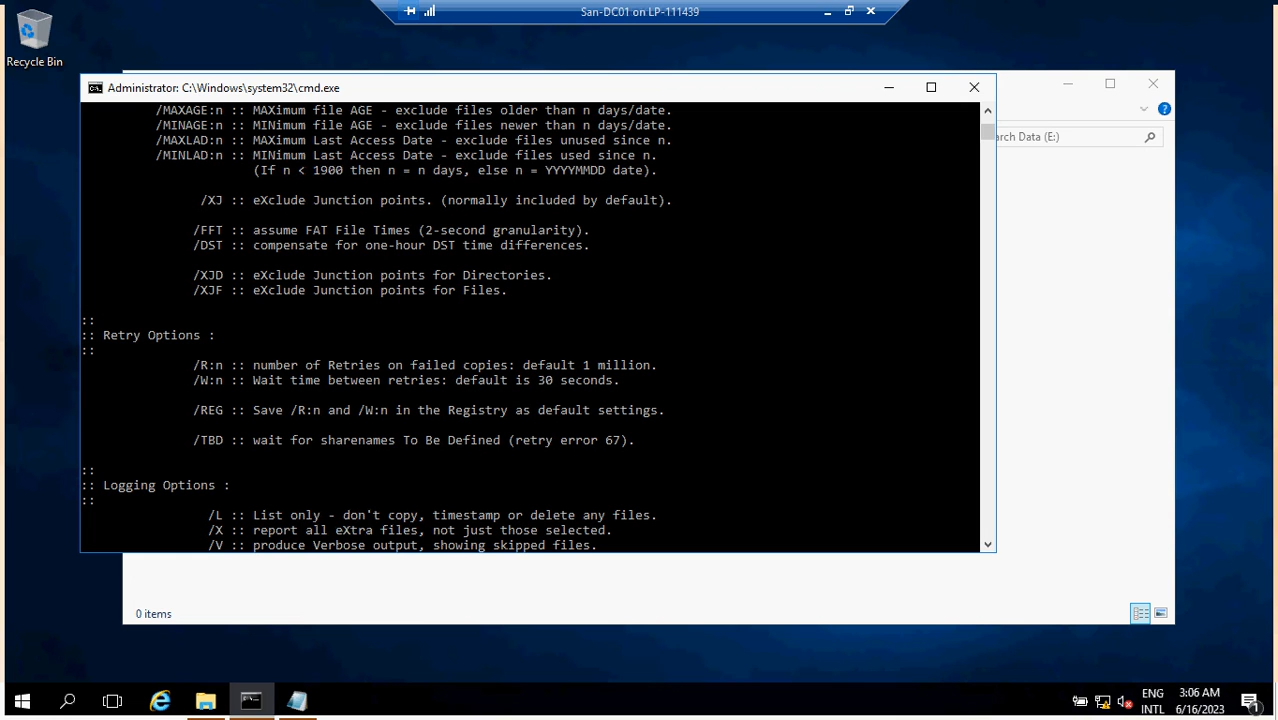 San-DC01 on LP-111439
Recycle Bin
Administrator: C:\Windows\system32\cmd.exe
arch Data (E:)
/MAXAGE:n :: MAXimum file AGE - exclude files older than n days/date.
/MINAGE:n :: MINimum file AGE - exclude files newer than n days/date.
/MAXLAD:n :: MAXimum Last Access Date - exclude files unused since n.
/MINLAD:n :: MINimum Last Access Date - exclude files used since n.
(If n < 1900 then n = n days, else n = YYYYMMDD date).
/XJ :: eXclude Junction points. (normally included by default).
/FFT :: assume FAT File Times (2-second granularity).
/DST :: compensate for one-hour DST time differences.
/XJD :: eXclude Junction points for Directories.
/XJF :: eXclude Junction points for Files.
::
:: Retry Options :
::
/R:n :: number of Retries on failed copies: default 1 million.
/W:n :: Wait time between retries: default is 30 seconds.
/REG :: Save /R:n and /W:n in the Registry as default settings.
/TBD :: wait for sharenames To Be Defined (retry error 67).
::
:: Logging Options :
::
/L :: List only - don't copy, timestamp or delete any files.
/X :: report all eXtra files, not just those selected.
/V :: produce Verbose output, showing skipped files.
0 items
ENG
INTL
3:06 AM
6/16/2023
1